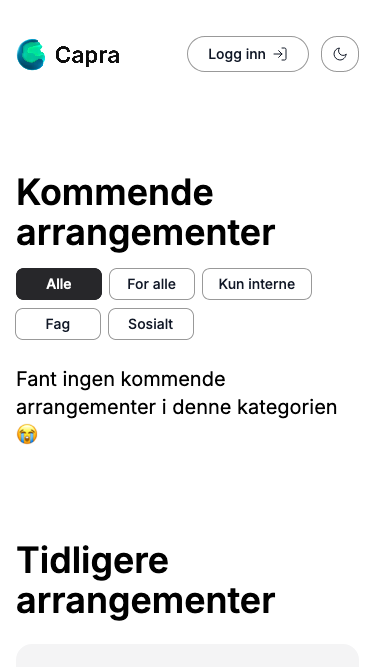 Capra
Logg inn
Kommende
arrangementer
Alle
For alle
Kun interne
Fag
Sosialt
Fant ingen kommende
arrangementer i denne kategorien
😭
Tidligere
arrangementer